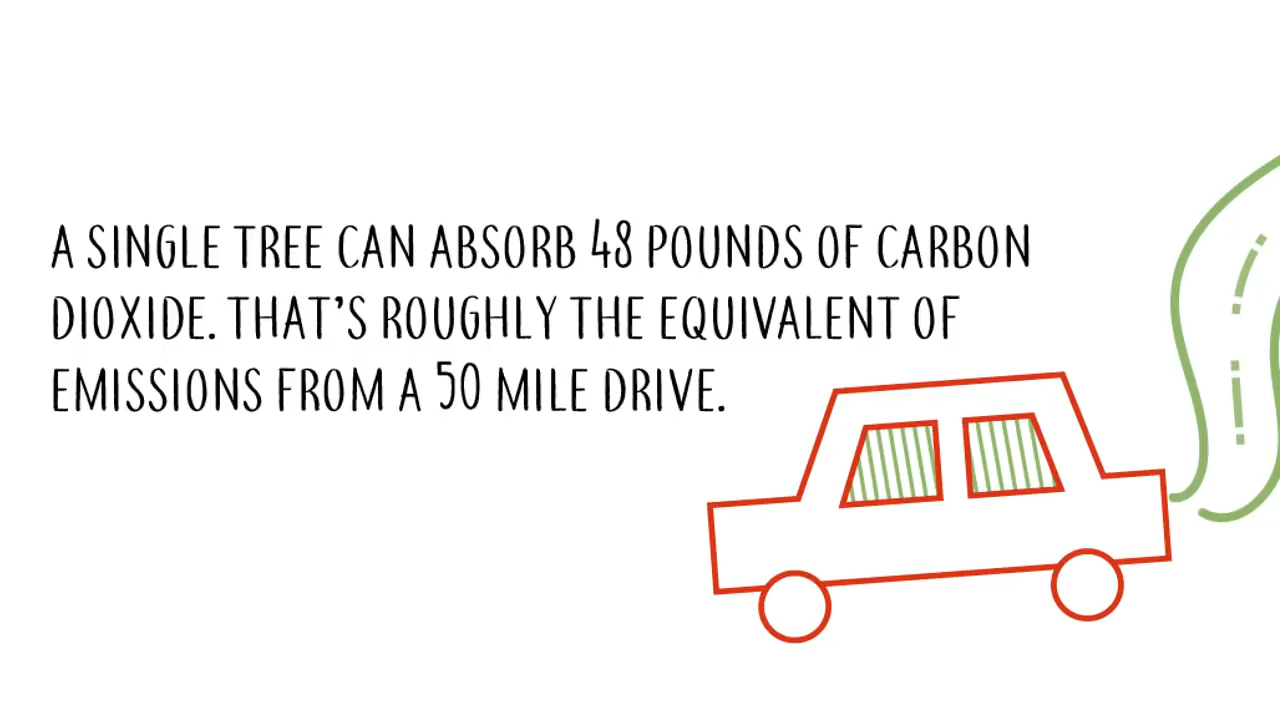 A SINGLE TREE CAN ABSORB 48 POUNDS OF CARBON
DIOXIDE. THAT'S ROUGHLY THE EQUIVALENT OF
EMISSIONS FROM A 50 MILE DRIVE.